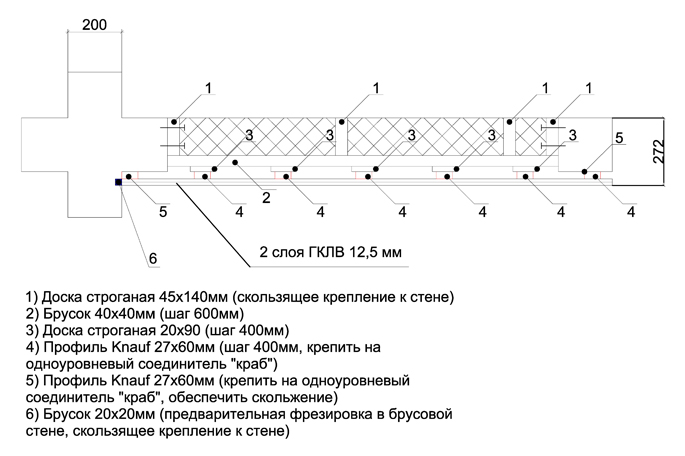 200
1 1 1 1
3 3 3 3 3 5
272
5 4 2 4 4 4 4 4
6
2 слоя ГКЛВ 12,5 мм
1) Доска строганая 45х140мм (скользящее крепление к стене)
2) Брусок 40х40мм (шаг 600мм)
3) Доска строганая 20х90 (шаг 400мм)
4) Профиль Knauf 27х60мм (шаг 400мм, крепить на
одноуровневый соединитель "краб")
5) Профиль Knauf 27х60мм (крепить на одноуровневый
соединитель "краб", обеспечить скольжение)
6) Брусок 20х20мм (предварительная фрезировка в брусовой
стене, скользящее крепление к стене)